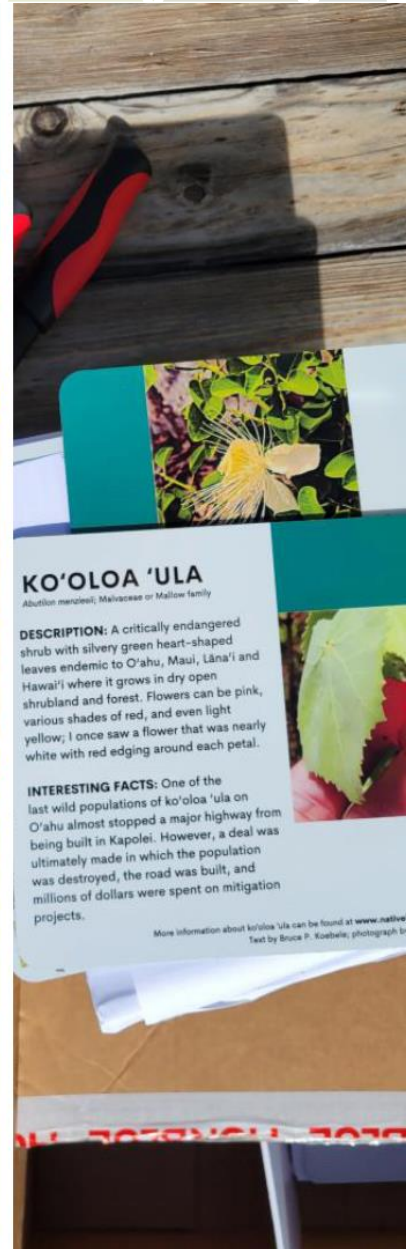 KO‘OLOA ‘ULA
Abutilon menziesii; Malvaceae or Mallow family
DESCRIPTION: A critically endangered
shrub with silvery green heart-shaped
leaves endemic to O‘ahu, Maui, Lāna‘i and
Hawai‘i where it grows in dry open
shrubland and forest. Flowers can be pink,
various shades of red, and even light
yellow; I once saw a flower that was nearly
white with red edging around each petal.
INTERESTING FACTS: One of the
last wild populations of ko‘oloa ‘ula on
O‘ahu almost stopped a major highway from
being built in Kapolei. However, a deal was
ultimately made in which the population
was destroyed, the road was built, and
millions of dollars were spent on mitigation
projects.
More information about ko‘oloa ‘ula can be found at www.native
Text by Bruce P. Koebele; photograph by